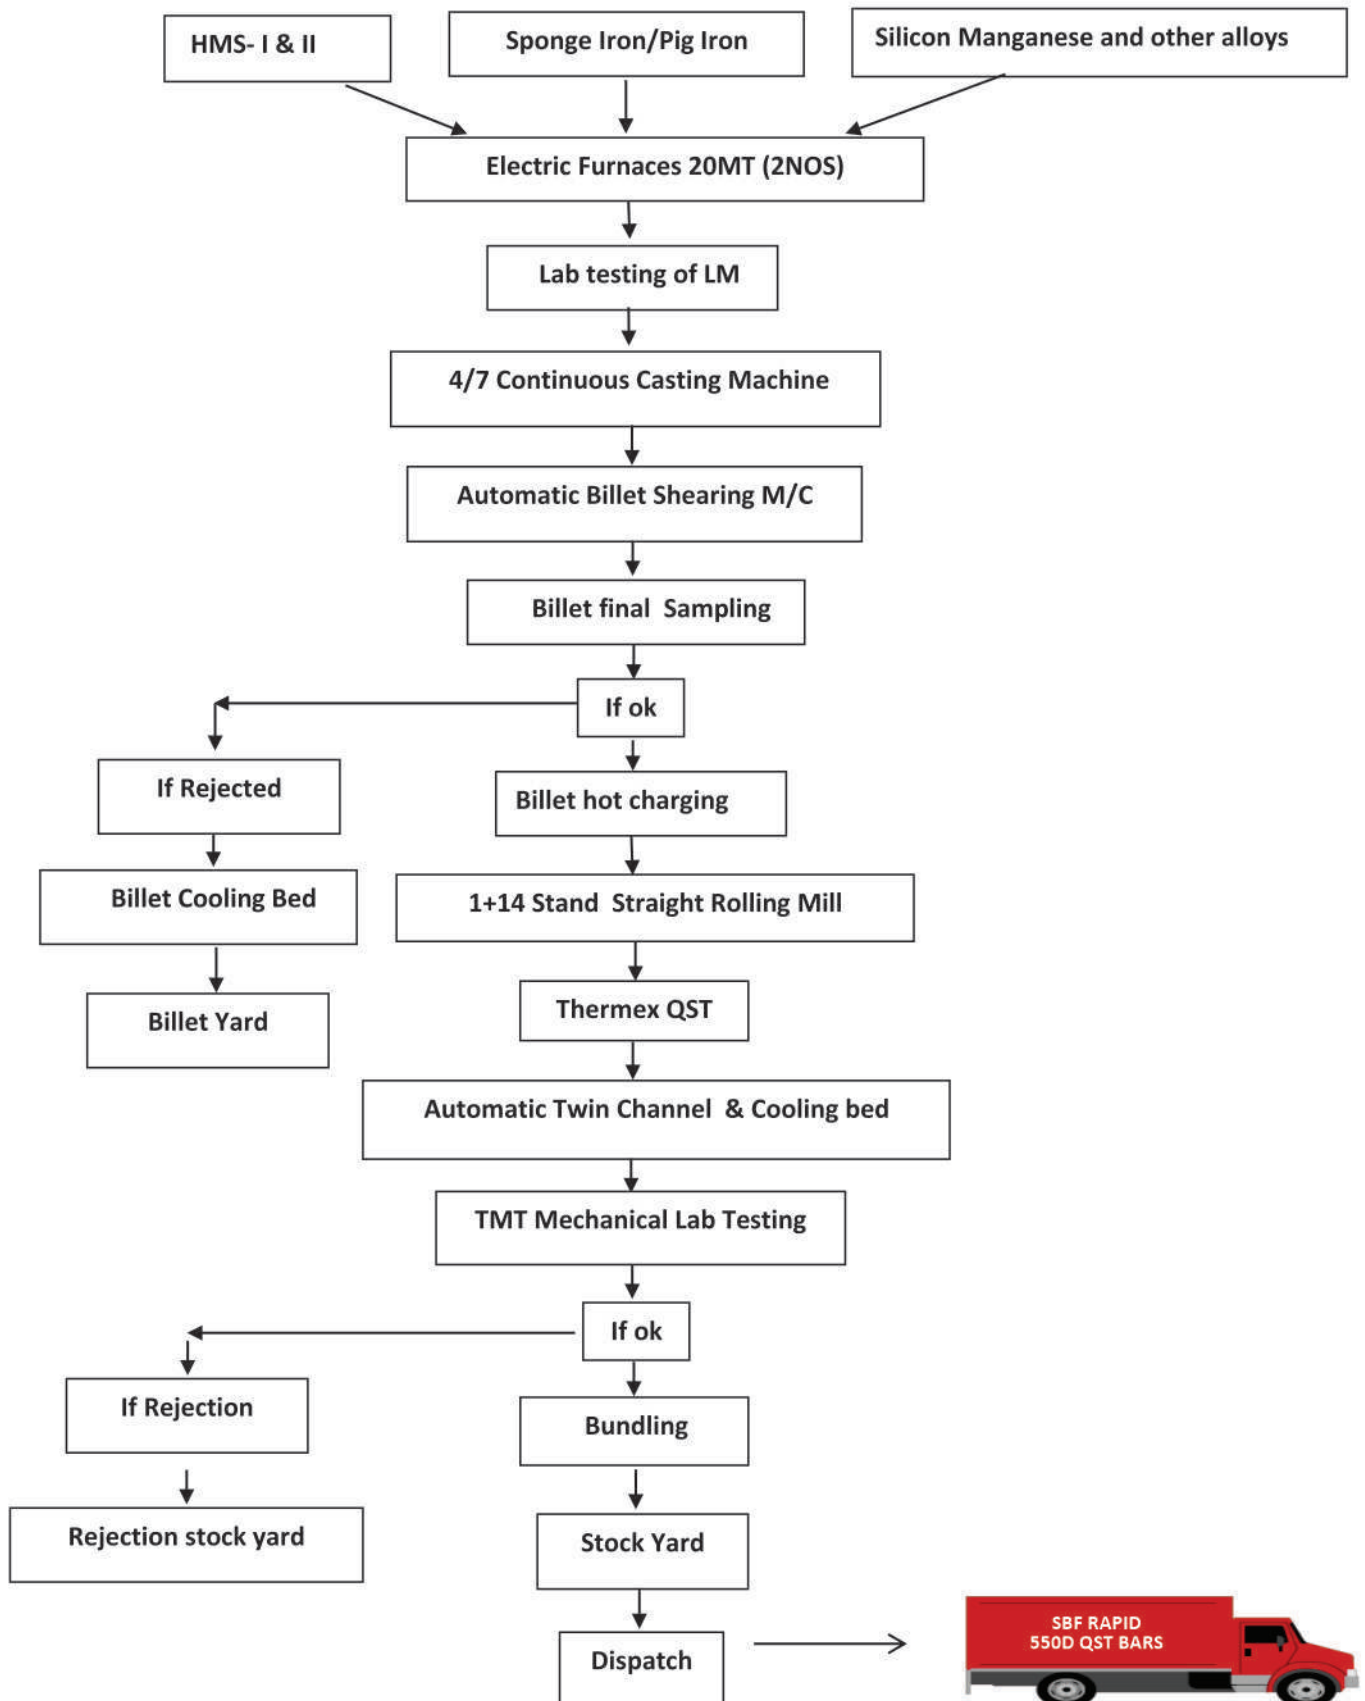 HMS- I & II
Sponge Iron/Pig Iron
Silicon Manganese and other alloys
Electric Furnaces 20MT (2NOS)
Lab testing of LM
4/7 Continuous Casting Machine
Automatic Billet Shearing M/C
Billet final Sampling
If ok
If Rejected
Billet hot charging
Billet Cooling Bed
1+14 Stand Straight Rolling Mill
Billet Yard
Thermex QST
Automatic Twin Channel & Cooling bed
TMT Mechanical Lab Testing
If ok
If Rejection
Bundling
Rejection stock yard
Stock Yard
Dispatch
SBF RAPID
550D QST BARS